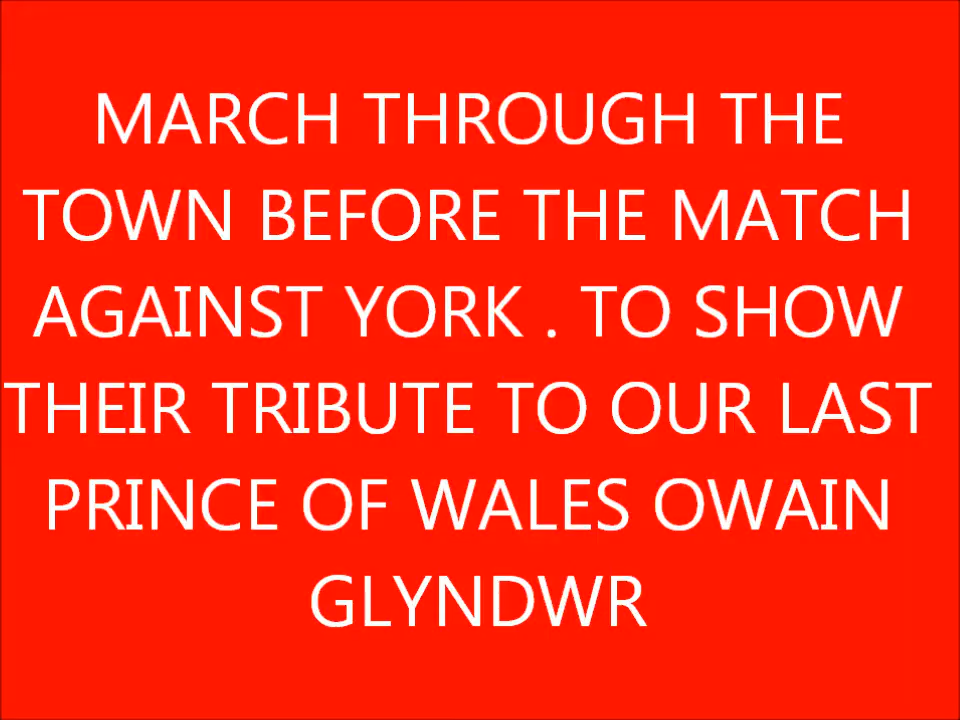 MARCH THROUGH THE
TOWN BEFORE THE MATCH
AGAINST YORK . TO SHOW
THEIR TRIBUTE TO OUR LAST
PRINCE OF WALES OWAIN
GLYNDWR